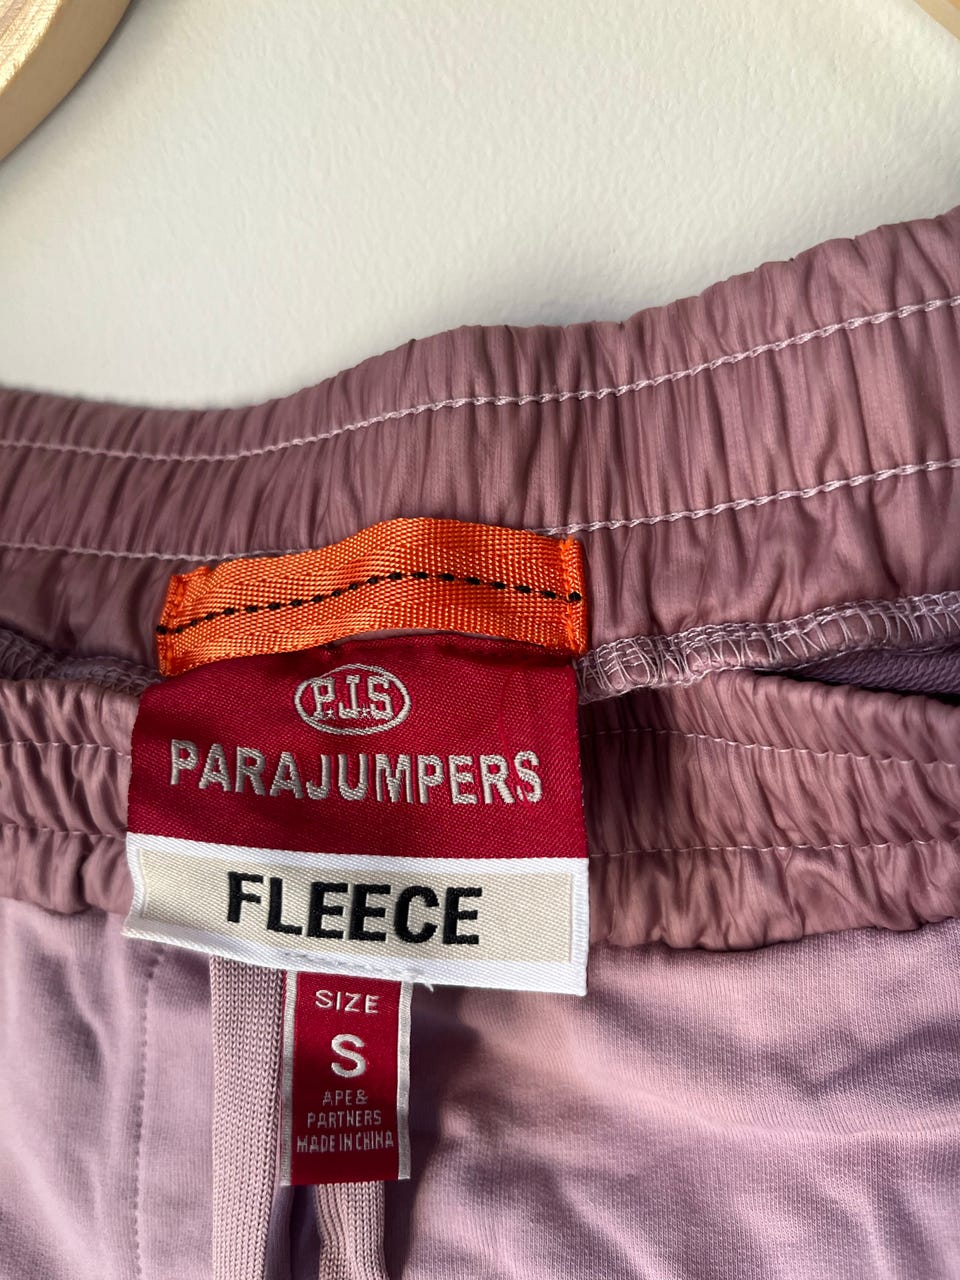 P.J.S
PARAJUMPERS
FLEECE
SIZE
S
APE &
PARTNERS
MADE IN CHINA